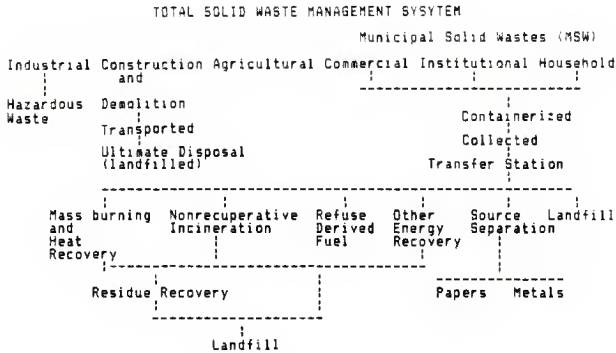 TOTAL SOLID WASTE MANAGEMENT SYSYTEM
Municipal Solid Wastes (MSW)
Industrial Construction Agricultural Commercial Institutional Household
and
Hazardous Demolition
Waste
Containerized
Transported
Collected
Ultimate Disposal
(landfilled) Transfer Station
Mass burning Nonrecuperative Refuse Other Source Landfill
and Incineration Derived Energy Separation
Heat Fuel Recovery
Recovery
Residue Recovery Papers Metals
Landfill